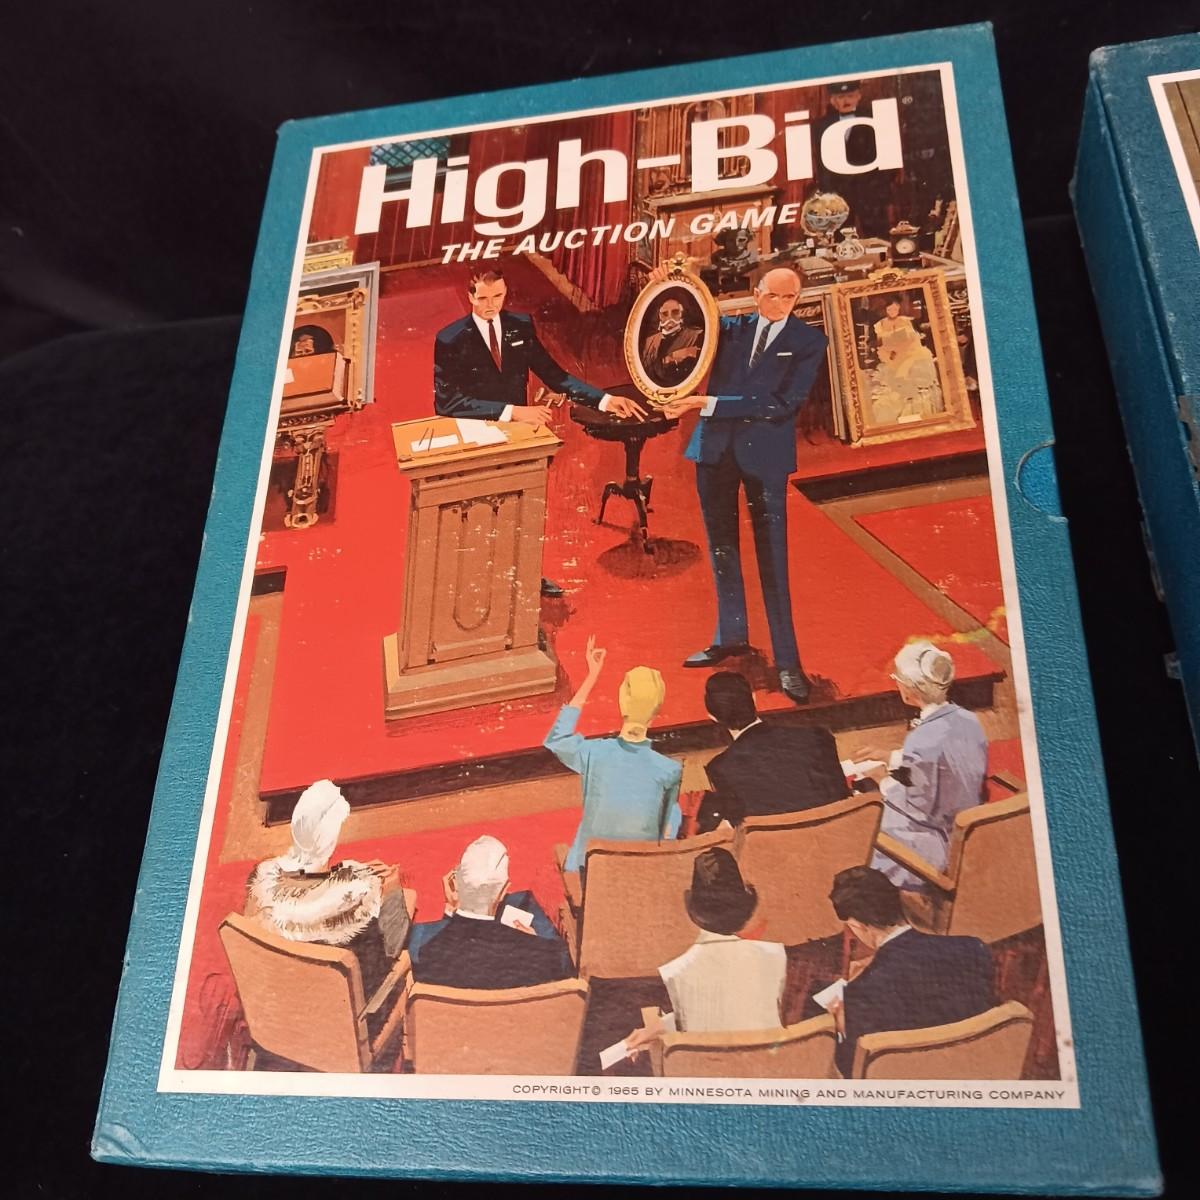 High-Bid®
THE AUCTION GAME
COPYRIGHT© 1965 BY MINNESOTA MINING AND MANUFACTURING COMPANY